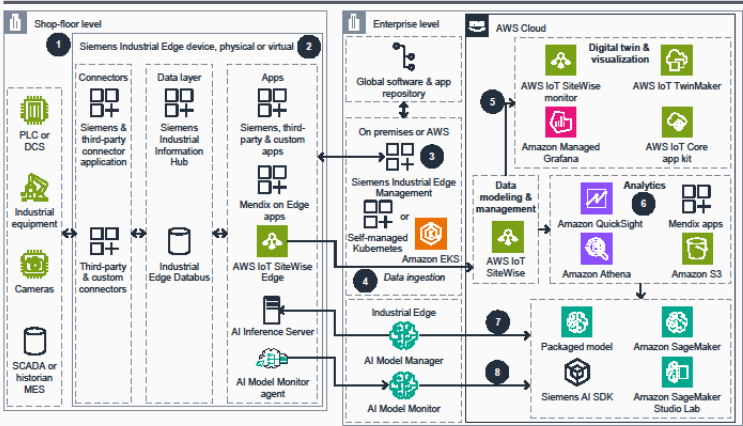 Shop-floor level
Enterprise level
AWS Cloud
1
Siemens Industrial Edge device, physical or virtual
2
Connectors
Data layer
Apps
PLC or
DCS
Industrial
equipment
Cameras
SCADA or
historian
MES
Siemens &
third-party
connector
application
Third-party
& custom
connectors
Siemens
Industrial
Information
Hub
Industrial
Edge Databus
Siemens, third-
party & custom
apps
Mendix on Edge
apps
AWS IoT SiteWise
Edge
AI Inference Server
AI Model Monitor
agent
Global software & app
repository
On premises or AWS
3
Siemens Industrial Edge
Management
or
Self-managed
Kubernetes
Amazon EKS
4
Data ingestion
Industrial Edge
AI Model Manager
AI Model Monitor
5
Digital twin &
visualization
AWS IoT SiteWise
monitor
AWS IoT TwinMaker
Amazon Managed
Grafana
AWS IoT Core
app kit
Data
modeling &
management
AWS IoT
SiteWise
Analytics
6
Amazon QuickSight
Mendix apps
Amazon Athena
Amazon S3
7
Packaged model
Amazon SageMaker
8
Siemens AI SDK
Amazon SageMaker
Studio Lab